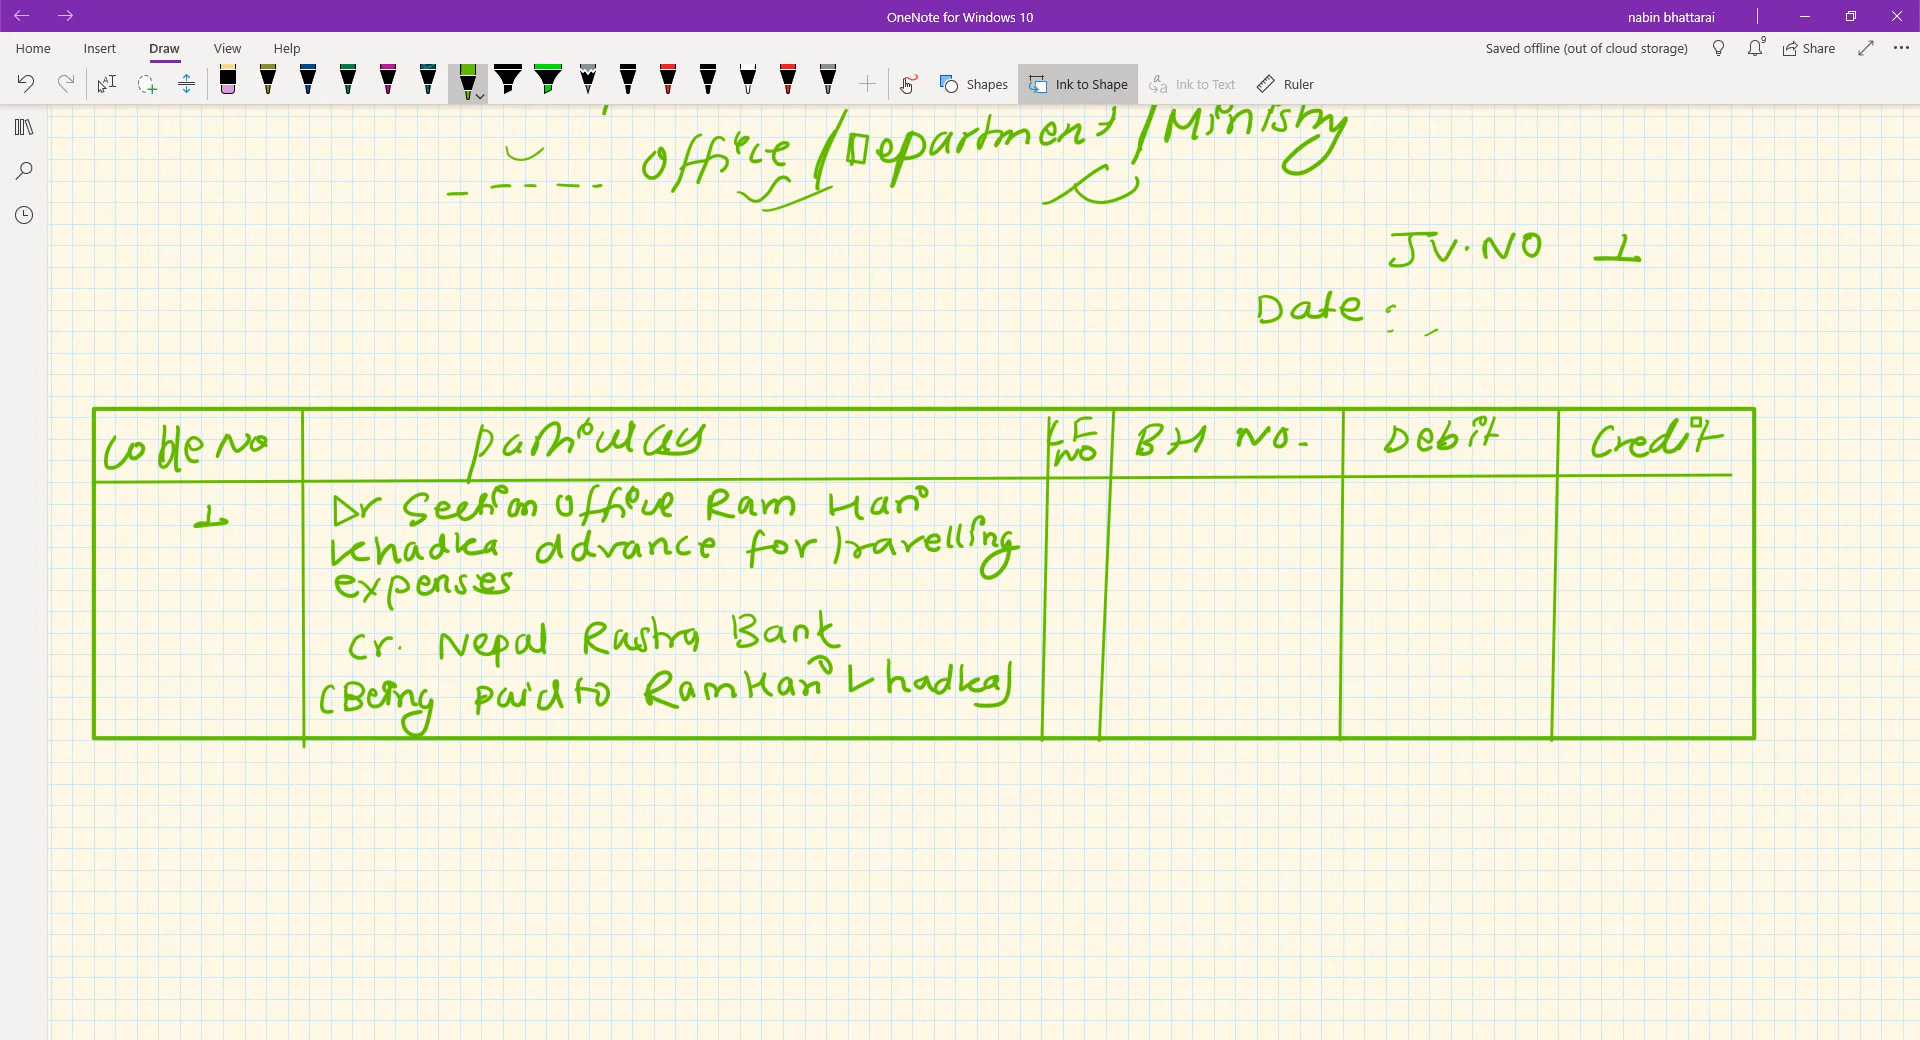 OneNote for Windows 10
nabin bhattarai
Home Insert Draw View Help
Saved offline (out of cloud storage)
9
Share
Shapes
Ink to Shape
Ink to Text
Ruler
Office / Department / Ministry
JV. NO 1
Date :
Code No Particulars LF NO BH NO. Debit Credit
1 Dr Section Office Ram Hari
Khadka advance for travelling
expenses
Cr. Nepal Rastra Bank
(Being paid to Ram Hari Khadka)